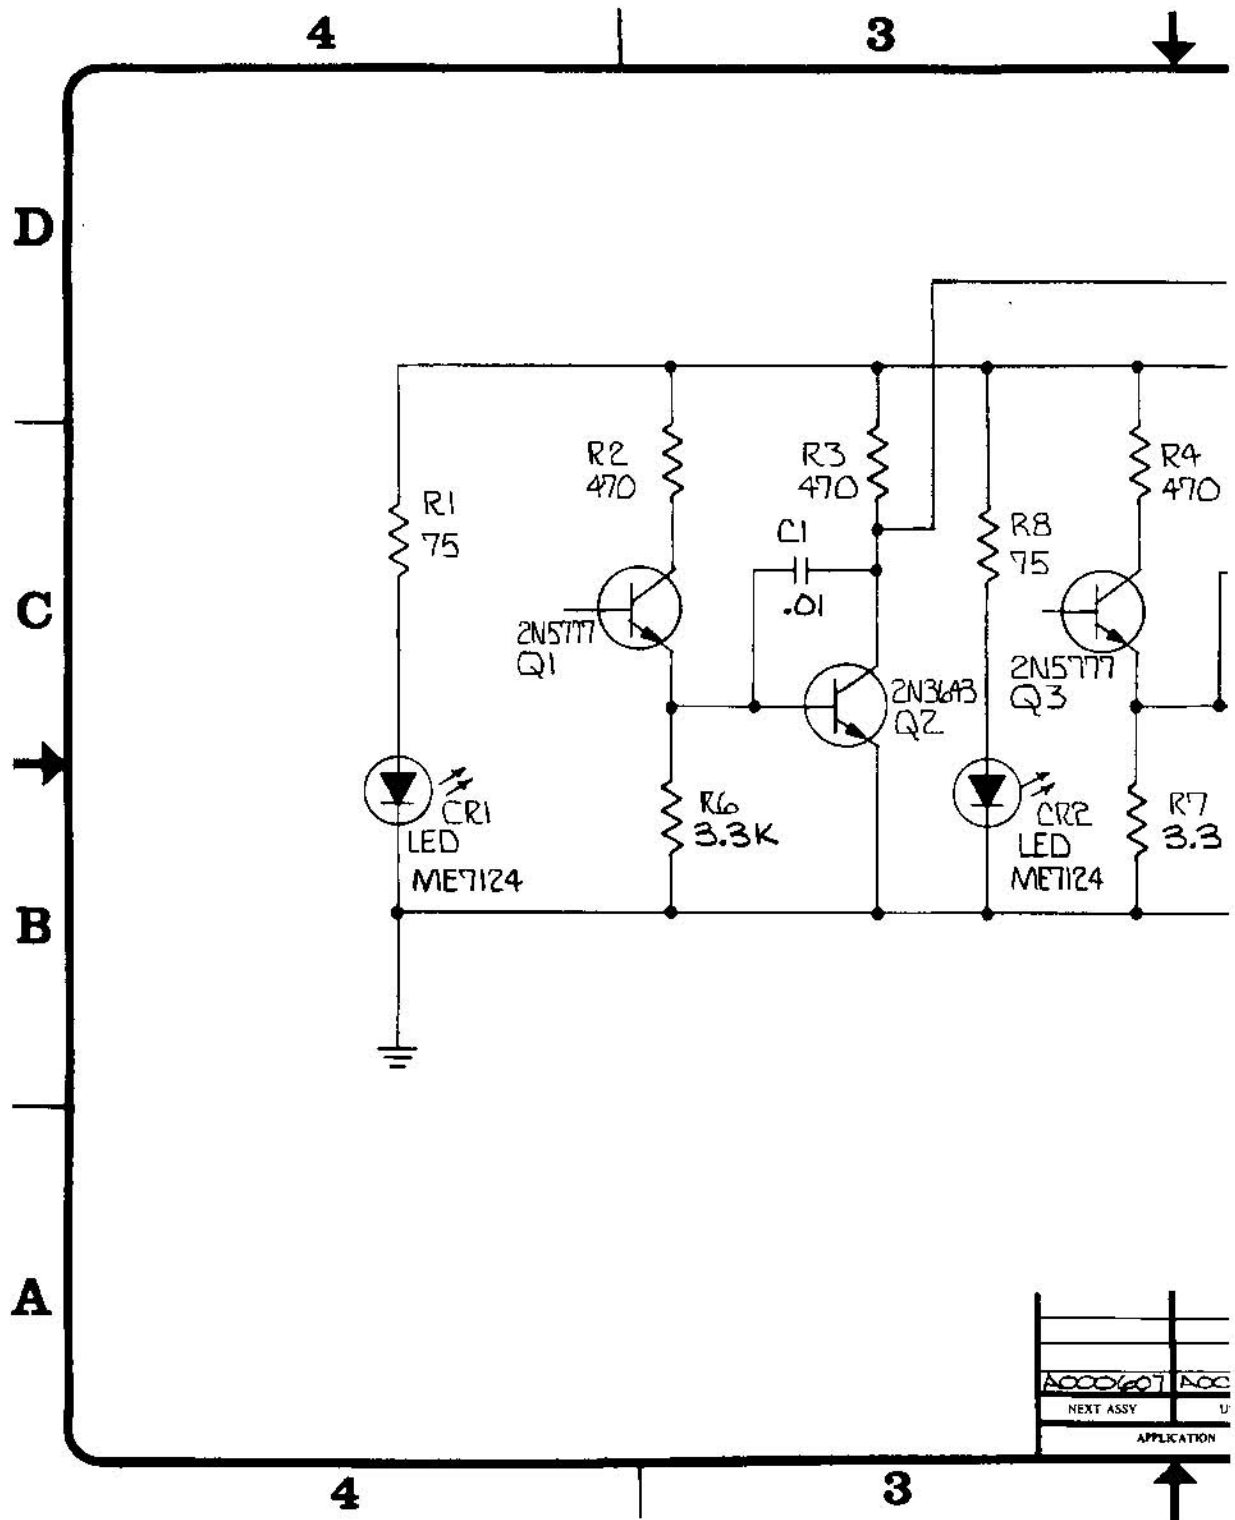 4 3
D
R2
470
R3
470
R4
470
R1
75
C1
.01
R8
75
C
2N5777
Q1
2N3643
Q2
2N5777
Q3
CR1
LED
ME7124
R6
3.3K
CR2
LED
ME7124
R7
3.3
B
A
A000607 A00
NEXT ASSY U
APPLICATION
4 3